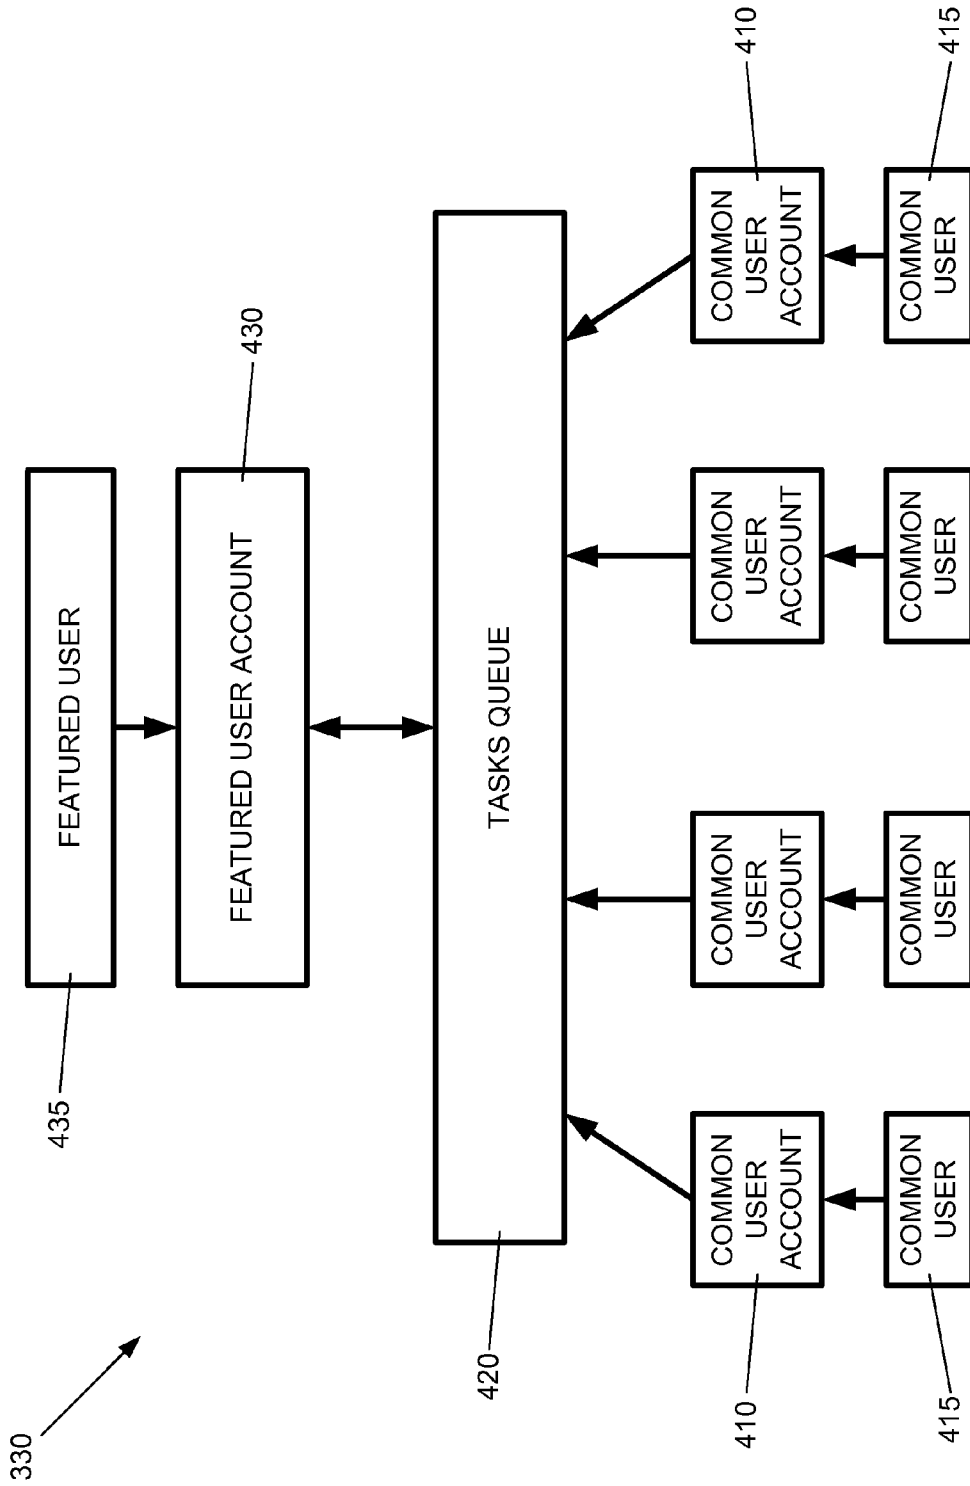 330
435
FEATURED USER
430
FEATURED USER ACCOUNT
420
TASKS QUEUE
410
COMMON
USER
ACCOUNT
COMMON
USER
ACCOUNT
COMMON
USER
ACCOUNT
COMMON
USER
ACCOUNT
410
415
COMMON
USER
COMMON
USER
COMMON
USER
COMMON
USER
415